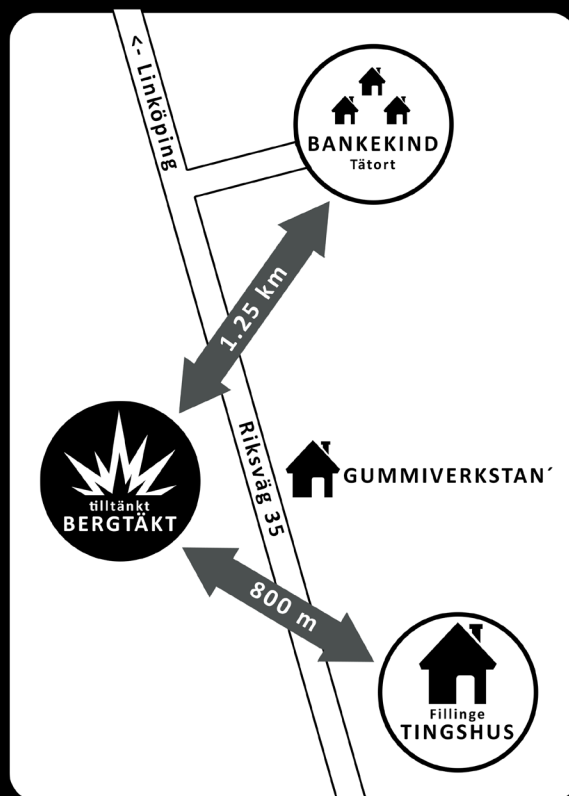 <- Linköping
BANKEKIND
Tätort
1.25 km
Riksväg 35
GUMMIVERKSTAN´
tilltänkt
BERGTÄKT
800 m
Fillinge
TINGSHUS